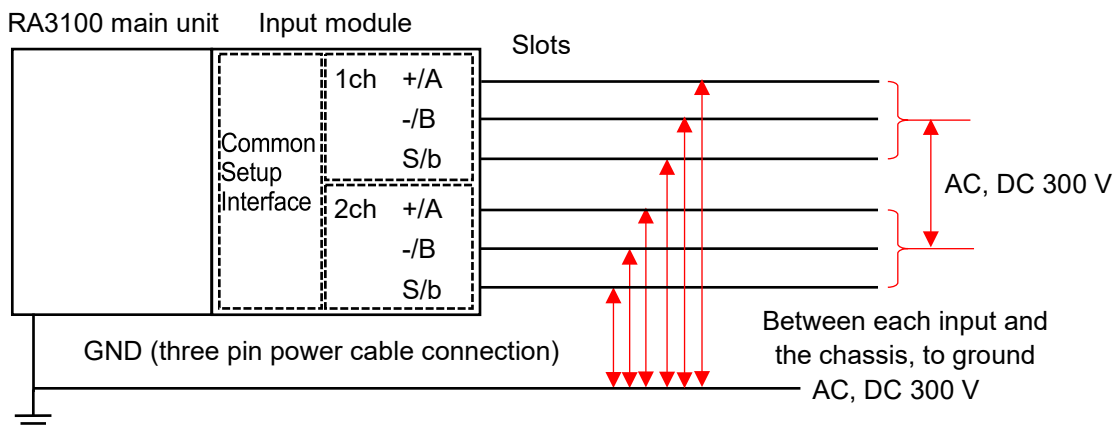 RA3100 main unit
Input module
Slots
1ch +/A
-/B
S/b
Common
Setup
Interface
2ch +/A
-/B
S/b
AC, DC 300 V
GND (three pin power cable connection)
Between each input and
the chassis, to ground
AC, DC 300 V